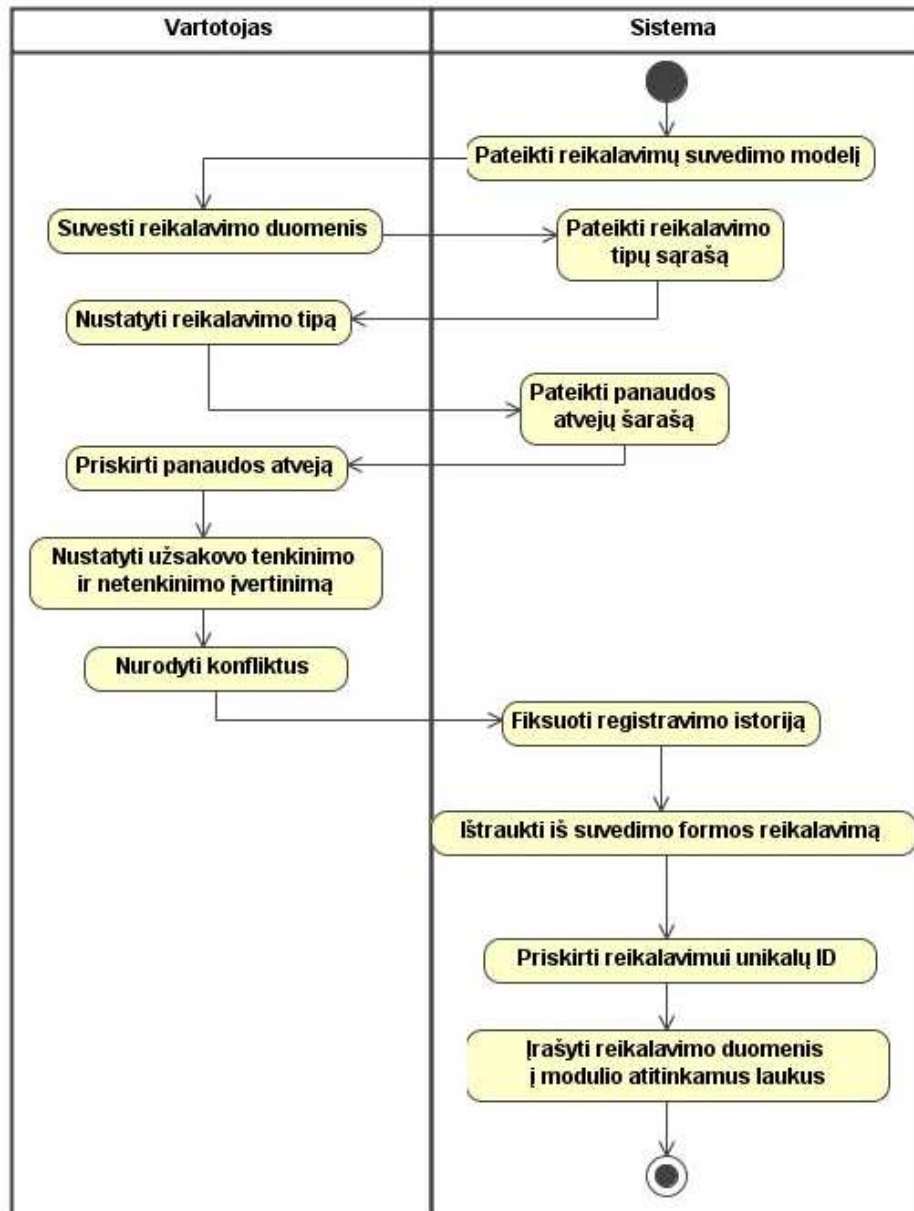 Vartotojas
Sistema
Pateikti reikalavimų suvedimo modelį
Suvesti reikalavimo duomenis
Pateikti reikalavimo
tipų sąrašą
Nustatyti reikalavimo tipą
Pateikti panaudos
atvejų šarašą
Priskirti panaudos atveją
Nustatyti užsakovo tenkinimo
ir netenkinimo įvertinimą
Nurodyti konfliktus
Fiksuoti registravimo istoriją
Ištraukti iš suvedimo formos reikalavimą
Priskirti reikalavimui unikalų ID
Įrašyti reikalavimo duomenis
į modulio atitinkamus laukus